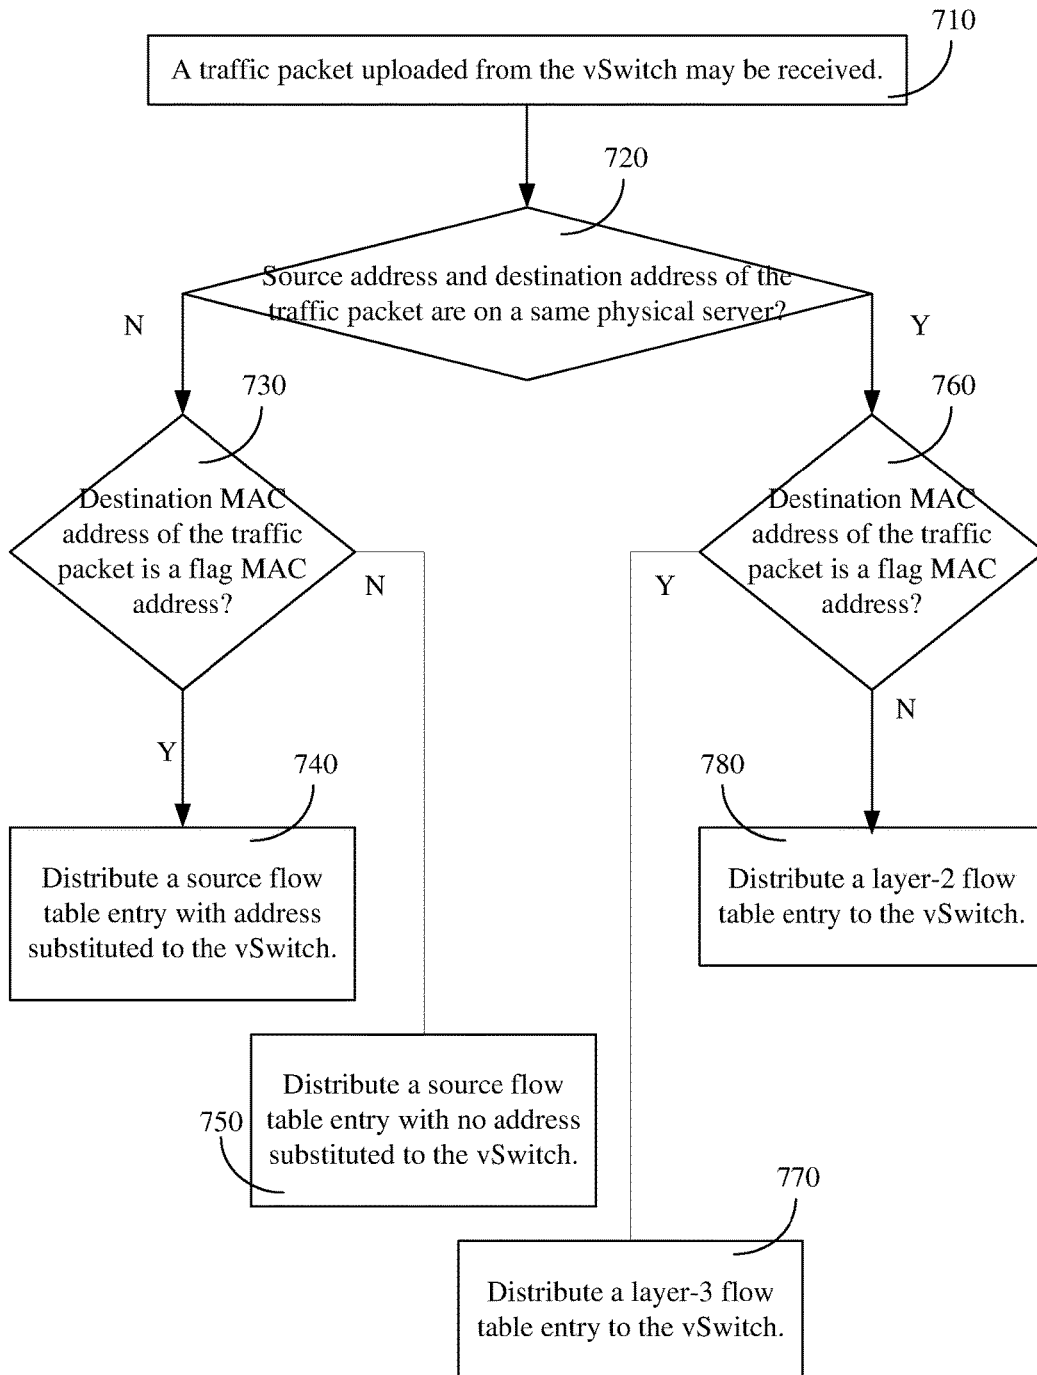 710
A traffic packet uploaded from the vSwitch may be received.
720
Source address and destination address of the
traffic packet are on a same physical server?
N
Y
730
760
Destination MAC
address of the traffic
packet is a flag MAC
address?
N
Destination MAC
address of the traffic
packet is a flag MAC
address?
Y
N
Y
740
780
Distribute a source flow
table entry with address
substituted to the vSwitch.
Distribute a layer-2 flow
table entry to the vSwitch.
750
Distribute a source flow
table entry with no address
substituted to the vSwitch.
770
Distribute a layer-3 flow
table entry to the vSwitch.